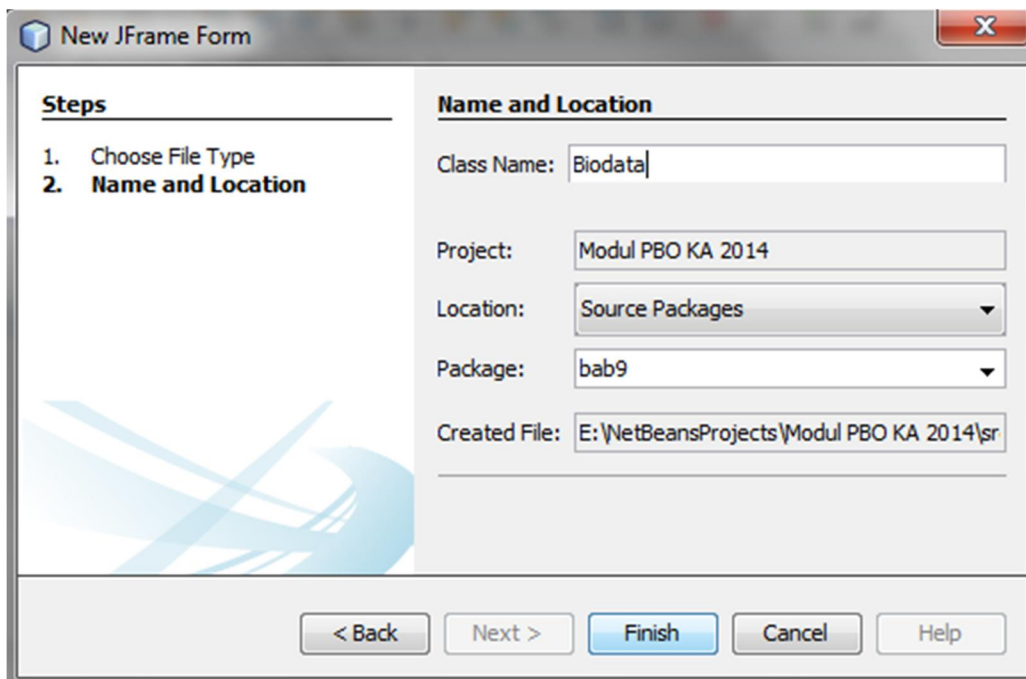 New JFrame Form
Steps
1. Choose File Type
2. Name and Location
Name and Location
Class Name: Biodata
Project: Modul PBO KA 2014
Location: Source Packages
Package: bab9
Created File: E:\NetBeansProjects\Modul PBO KA 2014\sr
< Back Next > Finish Cancel Help